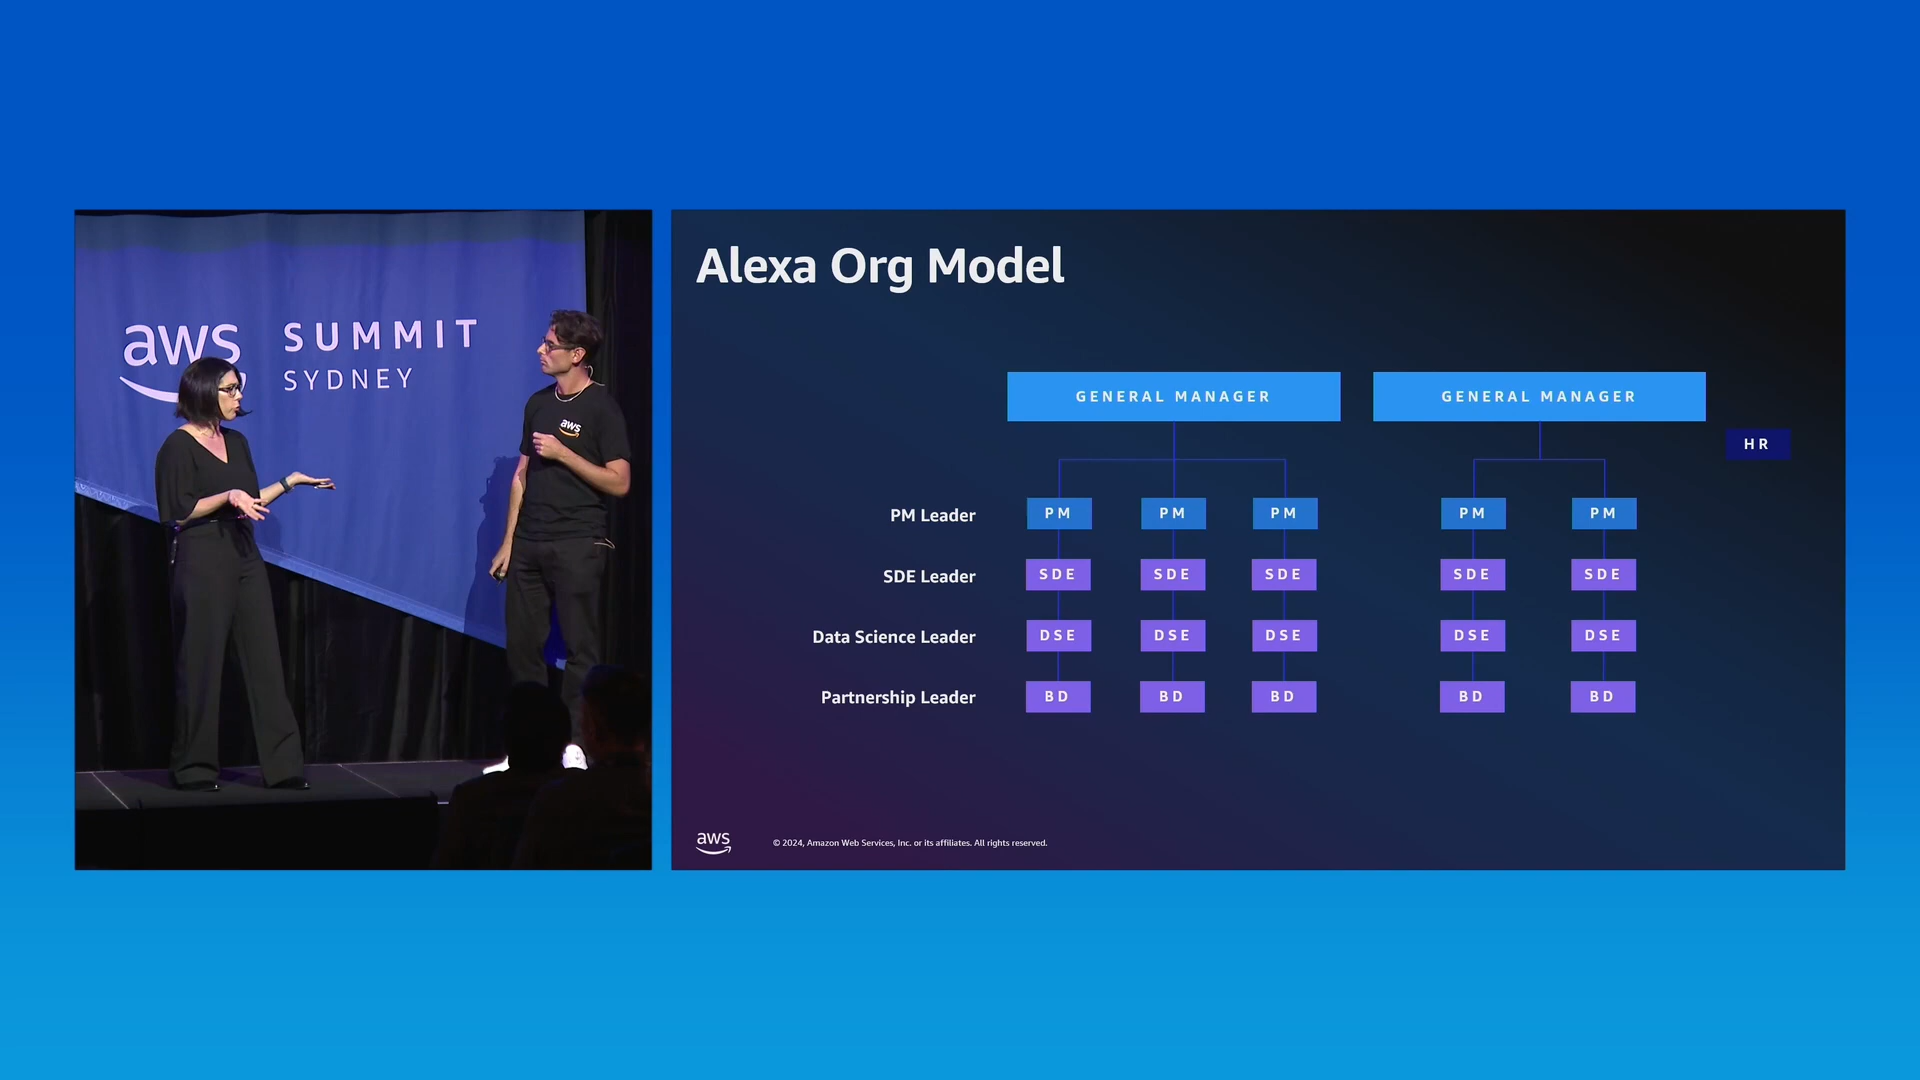 aws SUMMIT
SYDNEY
aws
Alexa Org Model
GENERAL MANAGER GENERAL MANAGER
HR
PM Leader PM PM PM PM PM
SDE Leader SDE SDE SDE SDE SDE
Data Science Leader DSE DSE DSE DSE DSE
Partnership Leader BD BD BD BD BD
aws © 2024, Amazon Web Services, Inc. or its affiliates. All rights reserved.